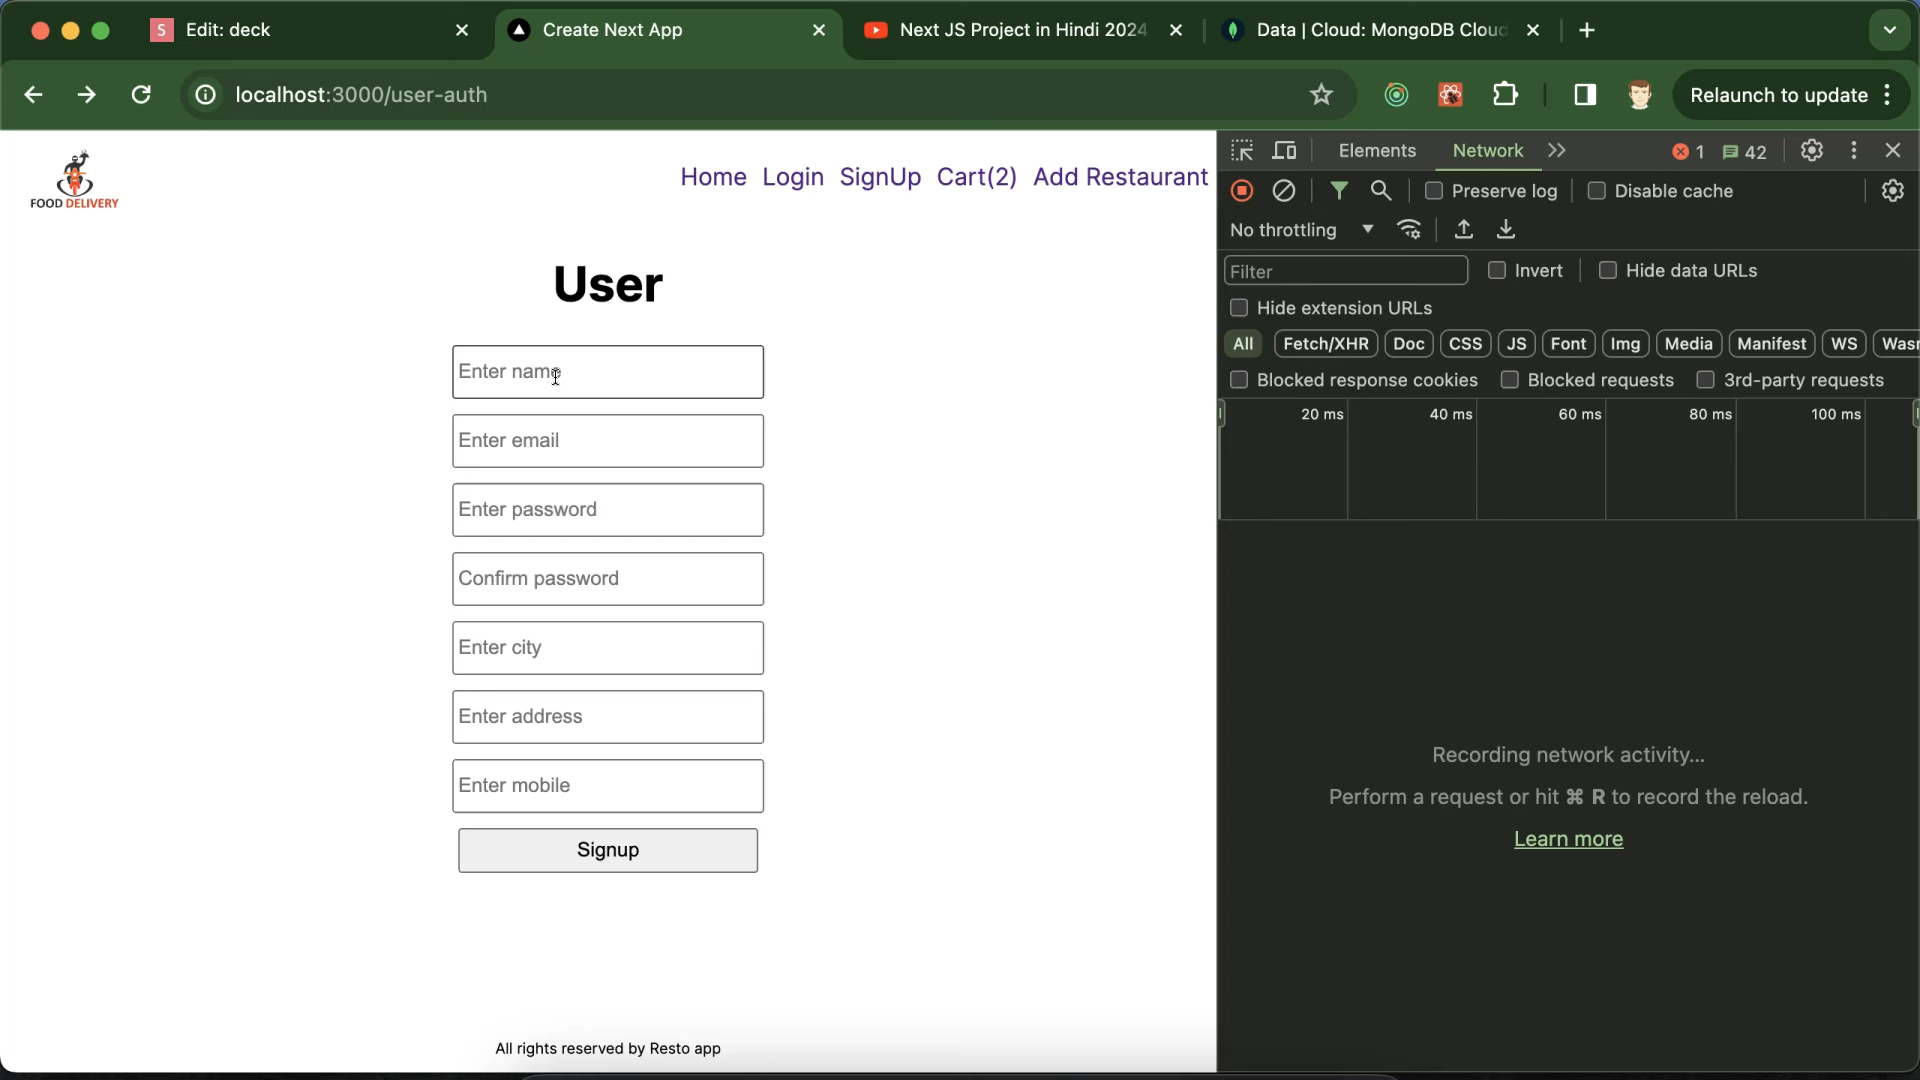 Edit: deck
Create Next App
Next JS Project in Hindi 2024
Data | Cloud: MongoDB Cloud
localhost:3000/user-auth
Relaunch to update
FOOD DELIVERY
Home Login SignUp Cart(2) Add Restaurant
User
Enter name
Enter email
Enter password
Confirm password
Enter city
Enter address
Enter mobile
Signup
All rights reserved by Resto app
Elements Network 1 42
Preserve log Disable cache
No throttling
Filter Invert Hide data URLs
Hide extension URLs
All Fetch/XHR Doc CSS JS Font Img Media Manifest WS Wasm
Blocked response cookies Blocked requests 3rd-party requests
20 ms 40 ms 60 ms 80 ms 100 ms
Recording network activity...
Perform a request or hit ⌘ R to record the reload.
Learn more